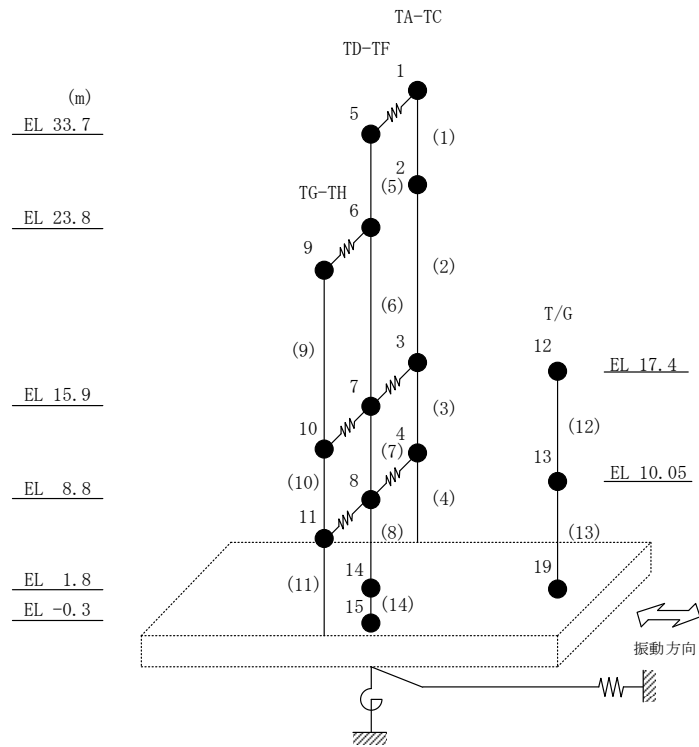 TA-TC
TD-TF
1
(m)
5
EL 33.7
(1)
2
TG-TH
(5)
EL 23.8
6
9
(2)
(6)
T/G
3
12
(9)
EL 17.4
7
EL 15.9
(3)
10
4
(12)
13
(7)
EL 10.05
(10)
8
EL 8.8
(4)
11
(8)
(13)
14
19
EL 1.8
(11)
15
(14)
EL -0.3
振動方向